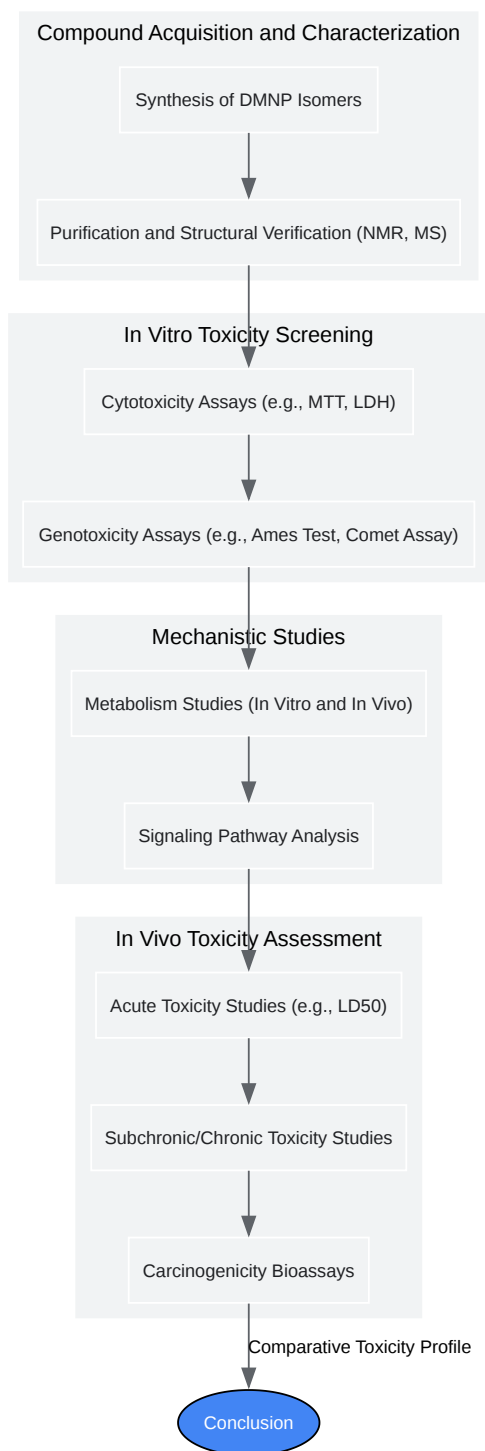 Compound Acquisition and Characterization
Synthesis of DMNP Isomers
Purification and Structural Verification (NMR, MS)
In Vitro Toxicity Screening
Cytotoxicity Assays (e.g., MTT, LDH)
Genotoxicity Assays (e.g., Ames Test, Comet Assay)
Mechanistic Studies
Metabolism Studies (In Vitro and In Vivo)
Signaling Pathway Analysis
In Vivo Toxicity Assessment
Acute Toxicity Studies (e.g., LD50)
Subchronic/Chronic Toxicity Studies
Carcinogenicity Bioassays
Comparative Toxicity Profile
Conclusion